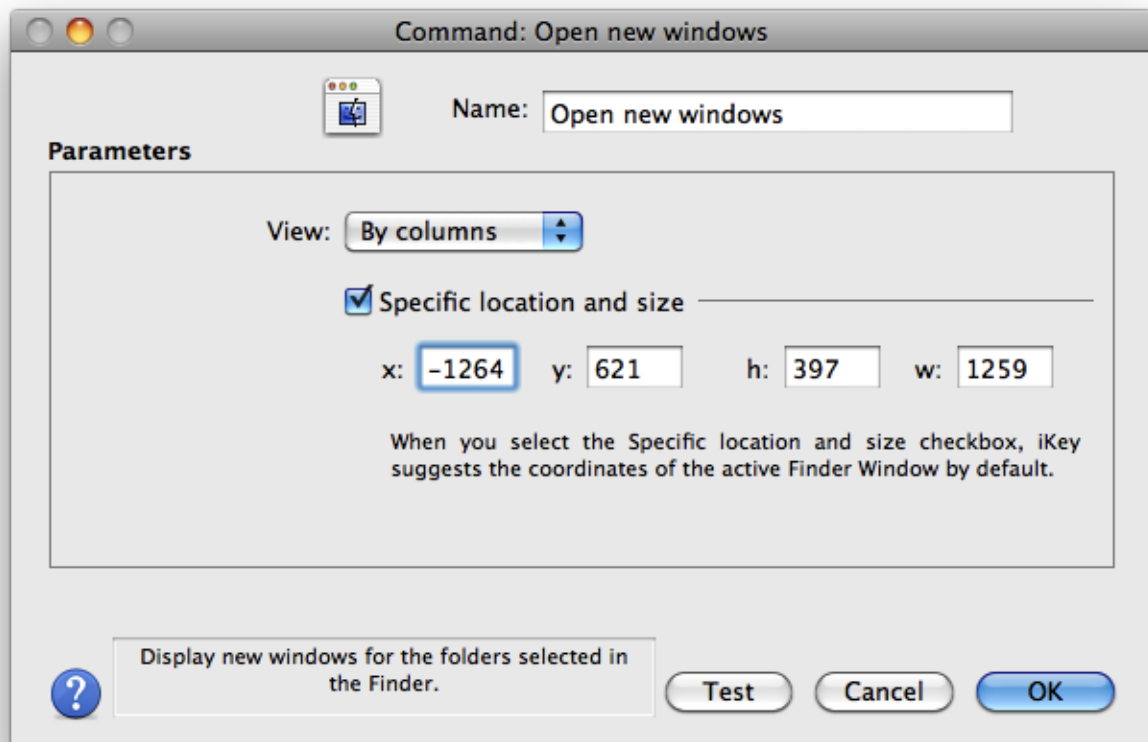 Command: Open new windows
Name: Open new windows
Parameters
View: By columns
Specific location and size
x: -1264 y: 621 h: 397 w: 1259
When you select the Specific location and size checkbox, iKey
suggests the coordinates of the active Finder Window by default.
Display new windows for the folders selected in
the Finder.
? Test Cancel OK